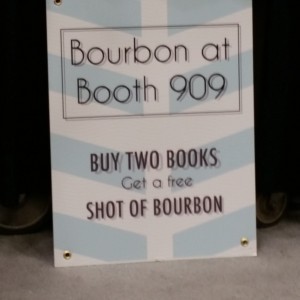 Bourbon at
Booth 909
BUY TWO BOOKS
Get a free
SHOT OF BOURBON